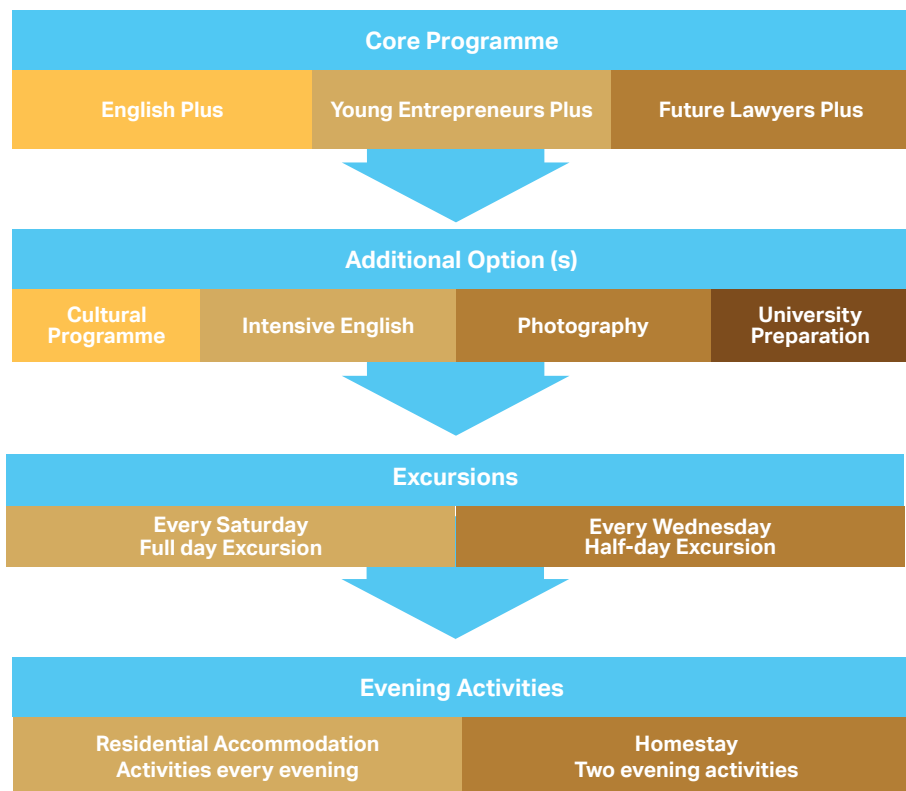 Core Programme
English Plus
Young Entrepreneurs Plus
Future Lawyers Plus
Additional Option (s)
Cultural
Programme
Intensive English
Photography
University
Preparation
Excursions
Every Saturday
Full day Excursion
Every Wednesday
Half-day Excursion
Evening Activities
Residential Accommodation
Activities every evening
Homestay
Two evening activities